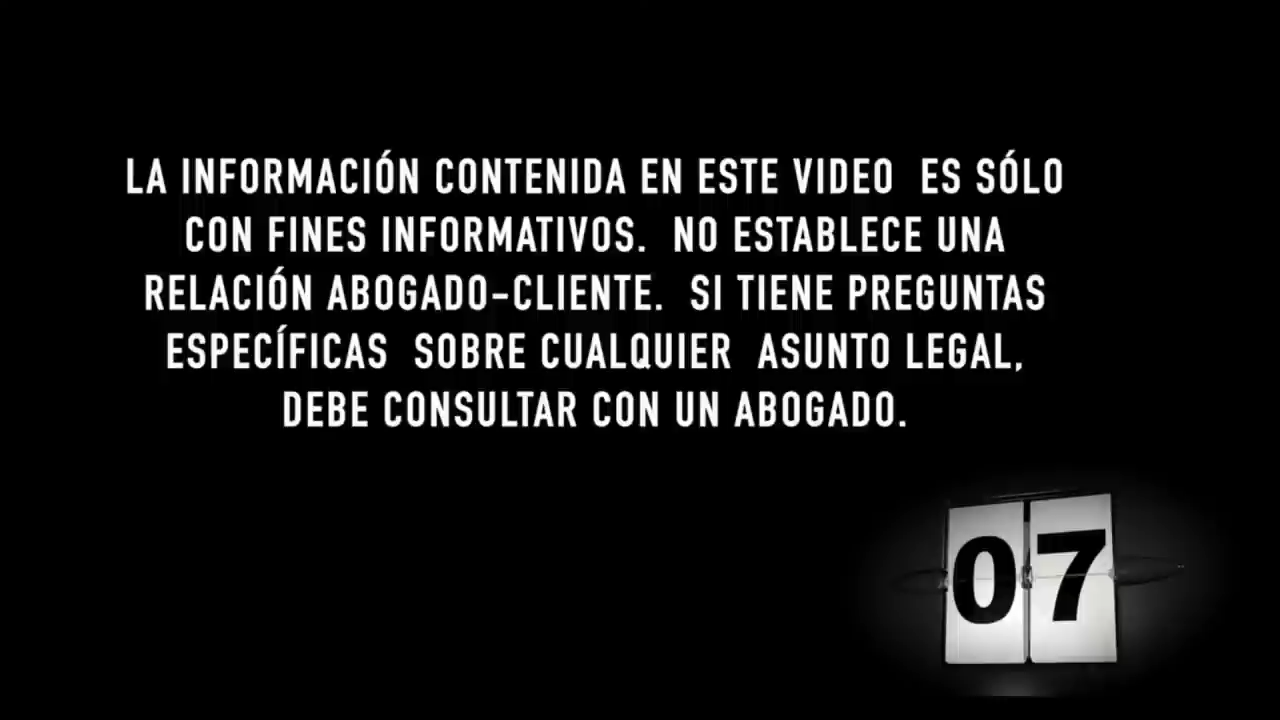 LA INFORMACIÓN CONTENIDA EN ESTE VIDEO ES SÓLO
CON FINES INFORMATIVOS. NO ESTABLECE UNA
RELACIÓN ABOGADO-CLIENTE. SI TIENE PREGUNTAS
ESPECÍFICAS SOBRE CUALQUIER ASUNTO LEGAL,
DEBE CONSULTAR CON UN ABOGADO.
07